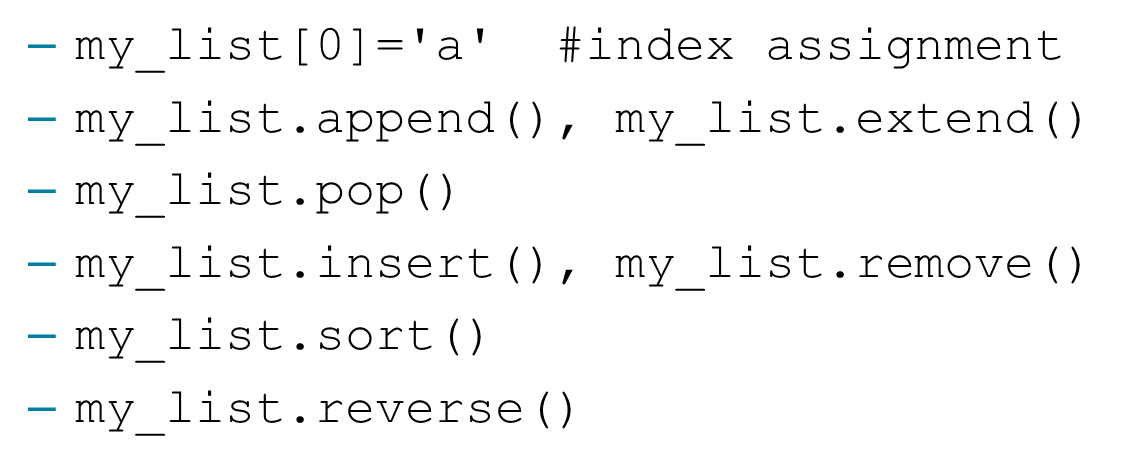 – my_list[0]='a'  #index assignment
– my_list.append(), my_list.extend()
– my_list.pop()
– my_list.insert(), my_list.remove()
– my_list.sort()
– my_list.reverse()